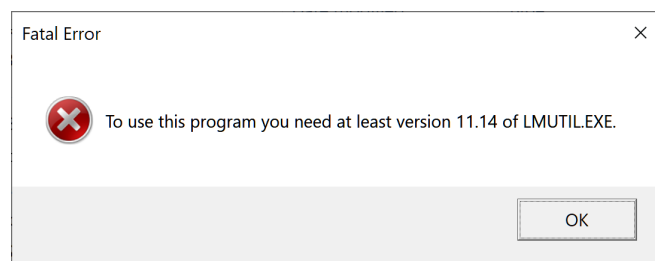 Fatal Error
To use this program you need at least version 11.14 of LMUTIL.EXE.
OK